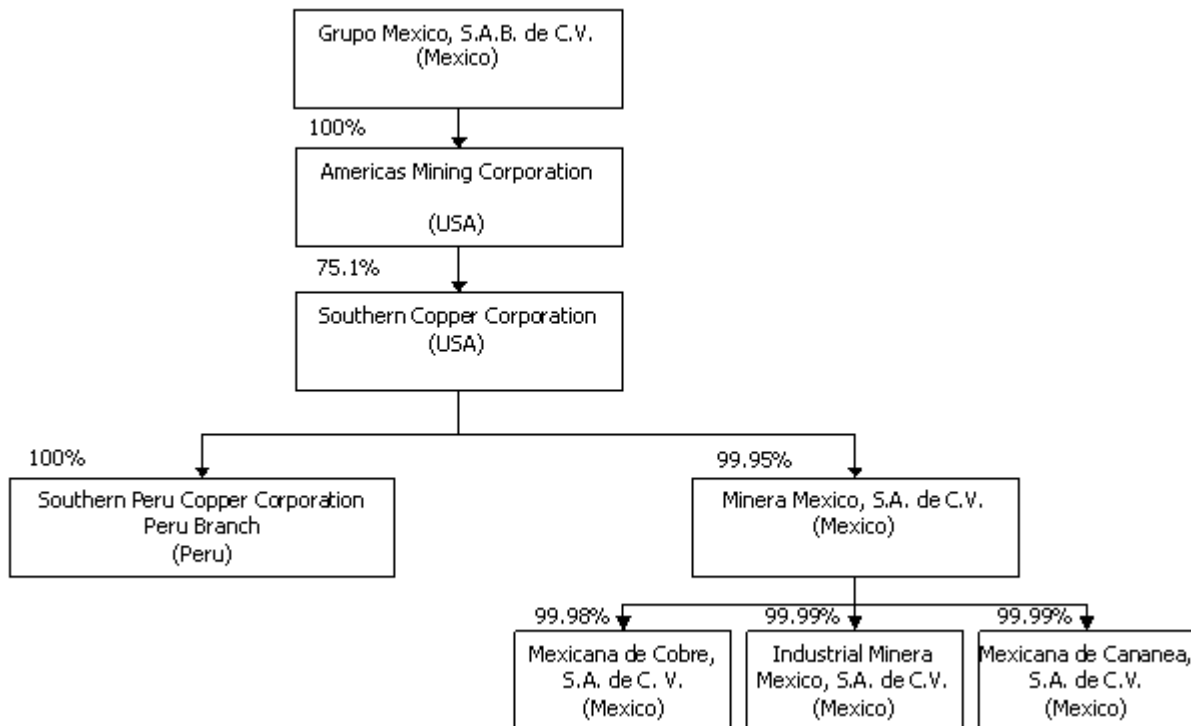 Grupo Mexico, S.A.B. de C.V.
(Mexico)
100%
Americas Mining Corporation
(USA)
75.1%
Southern Copper Corporation
(USA)
100%
Southern Peru Copper Corporation
Peru Branch
(Peru)
99.95%
Minera Mexico, S.A. de C.V.
(Mexico)
99.98%
Mexicana de Cobre,
S.A. de C. V.
(Mexico)
99.99%
Industrial Minera
Mexico, S.A. de C.V.
(Mexico)
99.99%
Mexicana de Cananea,
S.A. de C.V.
(Mexico)